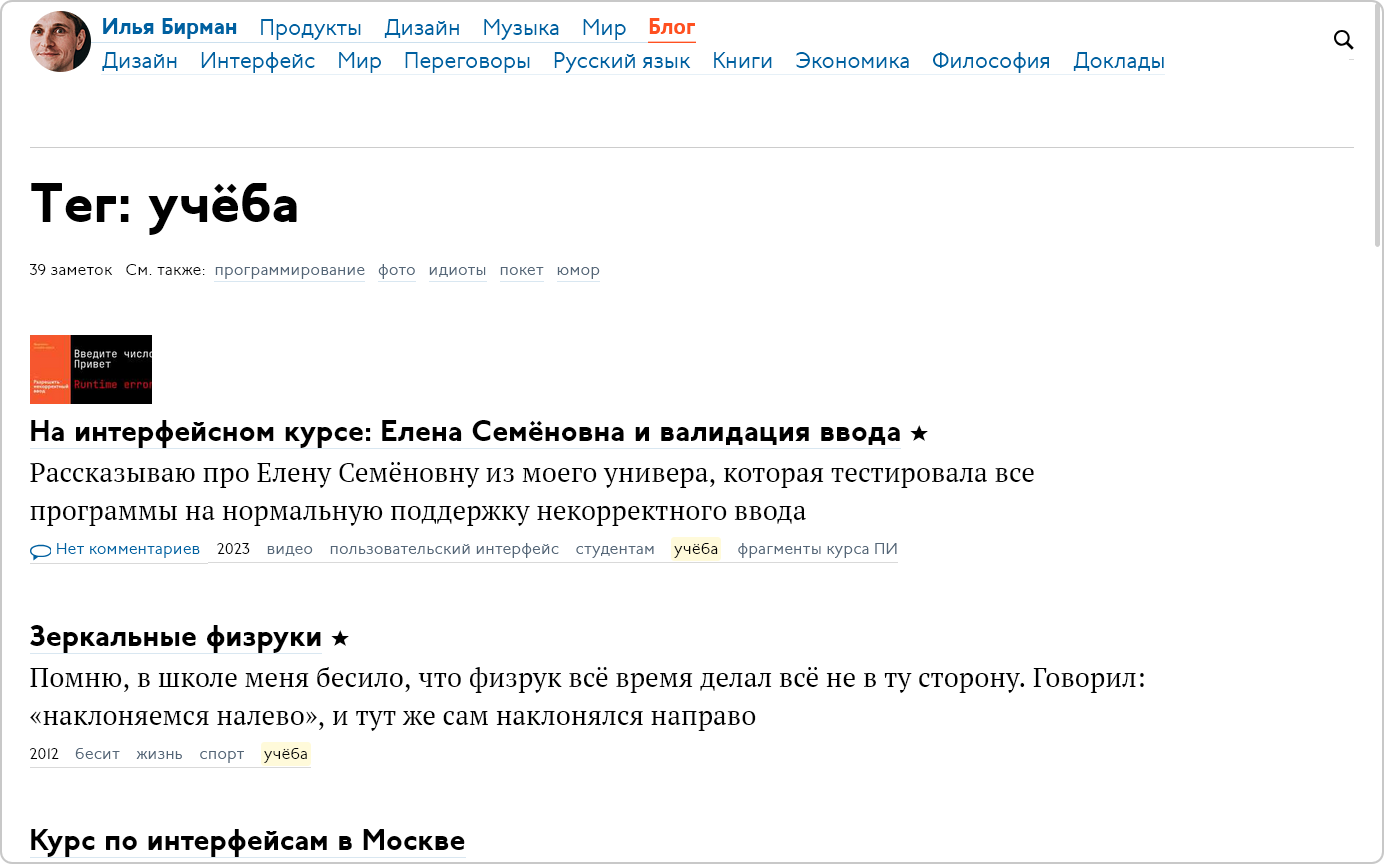 Илья Бирман Продукты Дизайн Музыка Мир Блог
Дизайн Интерфейс Мир Переговоры Русский язык Книги Экономика Философия Доклады
Тег: учёба
39 заметок См. также: программирование фото идиоты покет юмор
Введите число
Привет
Разрешить
некорректный
ввод
Runtime error
На интерфейсном курсе: Елена Семёновна и валидация ввода ★
Рассказываю про Елену Семёновну из моего универа, которая тестировала все
программы на нормальную поддержку некорректного ввода
Нет комментариев 2023 видео пользовательский интерфейс студентам учёба фрагменты курса ПИ
Зеркальные физруки ★
Помню, в школе меня бесило, что физрук всё время делал всё не в ту сторону. Говорил:
«наклоняемся налево», и тут же сам наклонялся направо
2012 бесит жизнь спорт учёба
Курс по интерфейсам в Москве